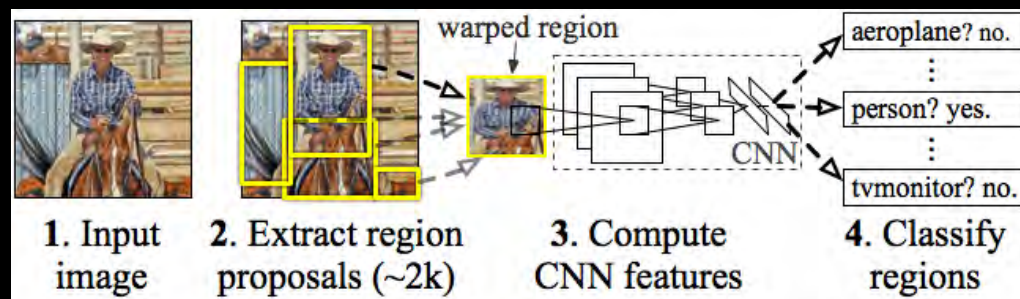 warped region
aeroplane? no.
⋮
person? yes.
⋮
tvmonitor? no.
CNN
1. Input
image
2. Extract region
proposals (~2k)
3. Compute
CNN features
4. Classify
regions